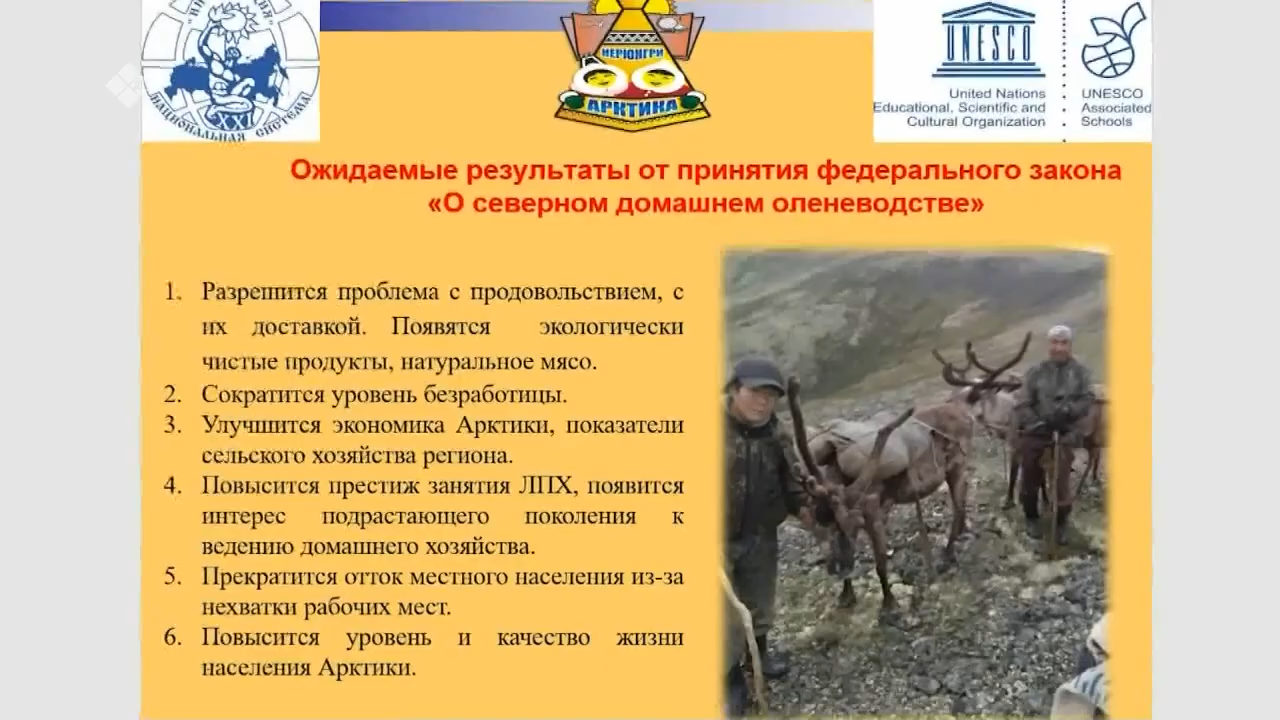 НАЦИОНАЛЬНАЯ СИСТЕМА
XXI
НЕРЮНГРИ
АРКТИКА
UNESCO
United Nations
Educational, Scientific and
Cultural Organization
UNESCO
Associated
Schools
Ожидаемые результаты от принятия федерального закона
«О северном домашнем оленеводстве»
1. Разрешится проблема с продовольствием, с
их доставкой. Появятся экологически
чистые продукты, натуральное мясо.
2. Сократится уровень безработицы.
3. Улучшится экономика Арктики, показатели
сельского хозяйства региона.
4. Повысится престиж занятия ЛПХ, появится
интерес подрастающего поколения к
ведению домашнего хозяйства.
5. Прекратится отток местного населения из-за
нехватки рабочих мест.
6. Повысится уровень и качество жизни
населения Арктики.